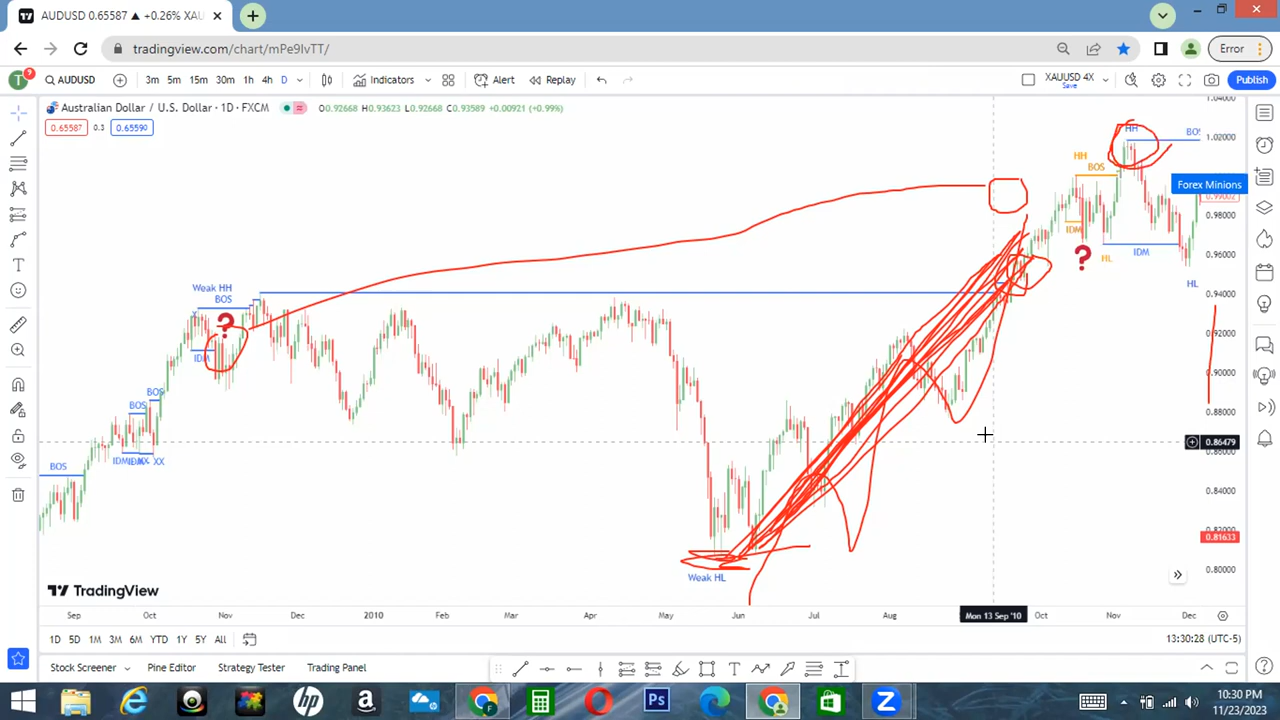 AUDUSD 0.65587 ▲ +0.26% XAU
tradingview.com/chart/mPe9IvTT/
Error
T ? AUDUSD 3m 5m 15m 30m 1h 4h D Indicators Alert Replay XAUUSD 4X Save Publish
Australian Dollar / U.S. Dollar · 1D · FXCM O0.92668 H0.93623 L0.92668 C0.93589 +0.00921 (+0.99%)
0.65587 0.3 0.65590
1.04000
HH BOS 1.02000
HH
BOS
Forex Minions
0.99002
0.98000
IDM
? HL IDM 0.96000
HL
Weak HH 0.94000
BOS
X
? 0.92000
IDM
0.90000
BOS
BOS 0.88000
0.86479
IDM IDM XX XX
BOS
0.84000
0.82000
0.81633
0.80000
Weak HL
TradingView
Sep Oct Nov Dec 2010 Feb Mar Apr May Jun Jul Aug Mon 13 Sep '10 Oct Nov Dec
1D 5D 1M 3M 6M YTD 1Y 5Y All 13:30:28 (UTC-5)
Stock Screener Pine Editor Strategy Tester Trading Panel
10:30 PM
11/23/2023